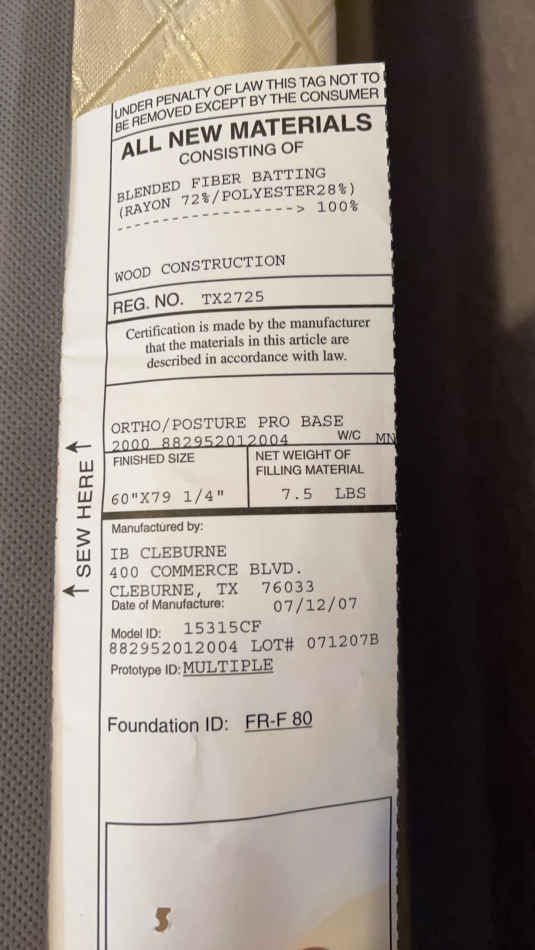 UNDER PENALTY OF LAW THIS TAG NOT TO
BE REMOVED EXCEPT BY THE CONSUMER
ALL NEW MATERIALS
CONSISTING OF
BLENDED FIBER BATTING
(RAYON 72%/POLYESTER28%)
------------------> 100%
WOOD CONSTRUCTION
REG. NO. TX2725
Certification is made by the manufacturer
that the materials in this article are
described in accordance with law.
ORTHO/POSTURE PRO BASE
2000 882952012004 W/C MN
FINISHED SIZE
60"X79 1/4"
NET WEIGHT OF
FILLING MATERIAL
7.5 LBS
↑ SEW HERE ↑
Manufactured by:
IB CLEBURNE
400 COMMERCE BLVD.
CLEBURNE, TX 76033
Date of Manufacture: 07/12/07
Model ID: 15315CF
882952012004 LOT# 071207B
Prototype ID: MULTIPLE
Foundation ID: FR-F 80